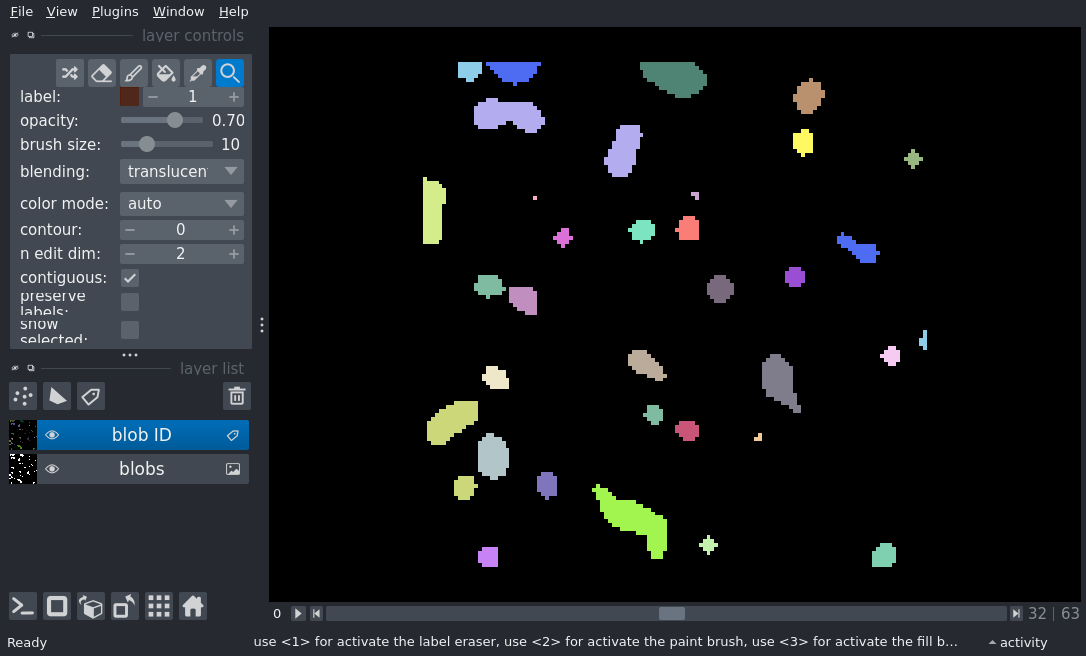 File View Plugins Window Help
layer controls
label: 1
opacity: 0.70
brush size: 10
blending: translucen
color mode: auto
contour: 0
n edit dim: 2
contiguous:
preserve
labels:
show
selected:
layer list
blob ID
blobs
0 32 | 63
Ready use <1> for activate the label eraser, use <2> for activate the paint brush, use <3> for activate the fill b... activity